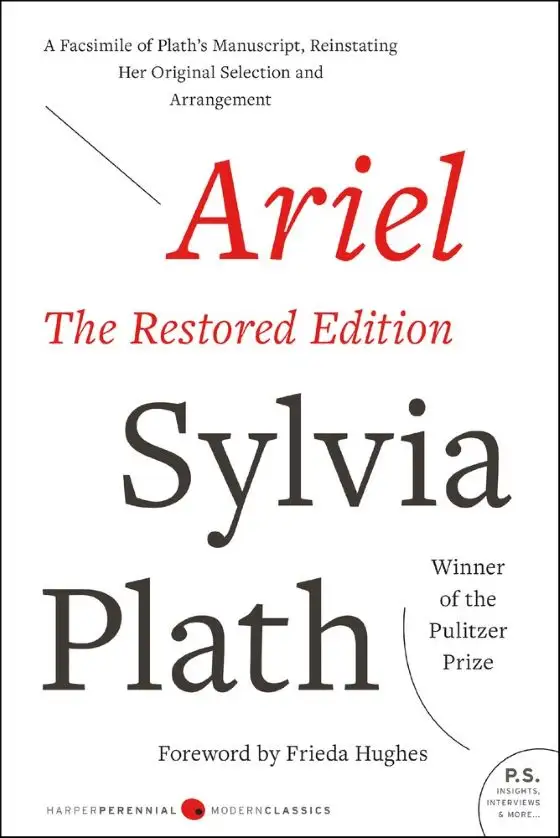 A Facsimile of Plath's Manuscript, Reinstating
Her Original Selection and
Arrangement
Ariel
The Restored Edition
Sylvia
Plath
Winner
of the
Pulitzer
Prize
Foreword by Frieda Hughes
P.S.
INSIGHTS,
INTERVIEWS
& MORE...
HARPERPERENNIAL MODERNCLASSICS